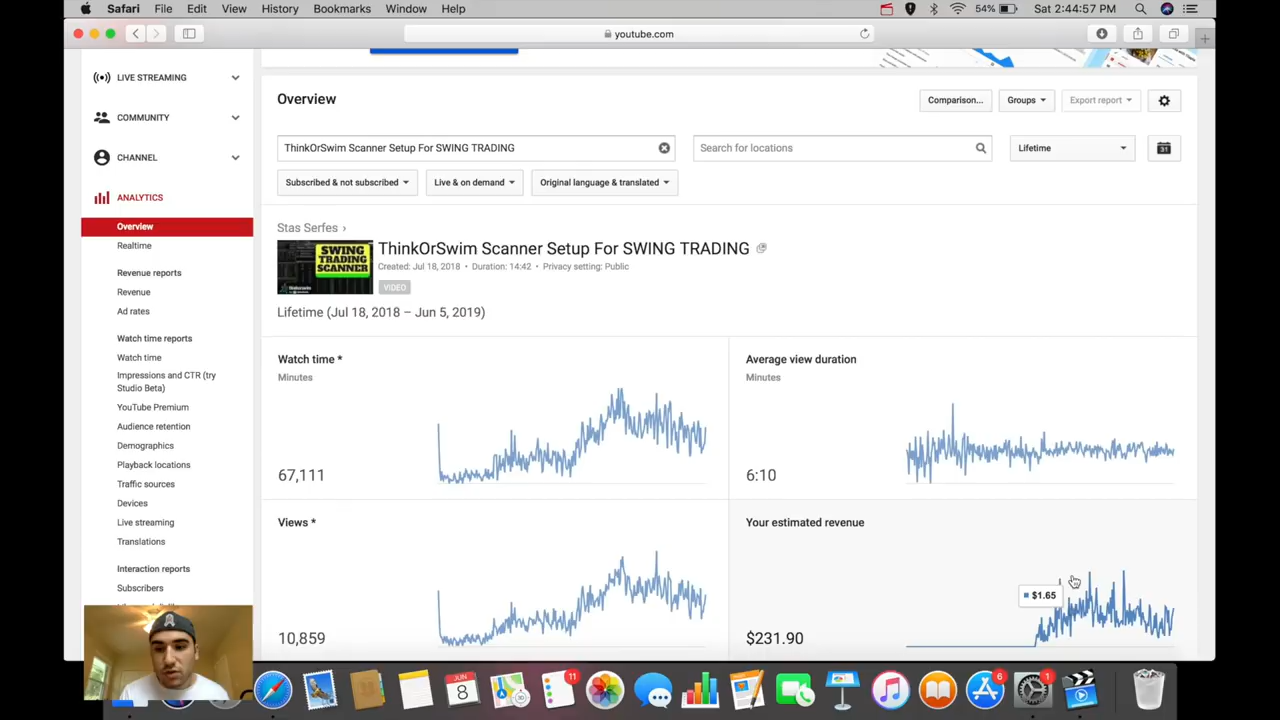 Safari File Edit View History Bookmarks Window Help 54% Sat 2:44:57 PM
youtube.com
LIVE STREAMING
COMMUNITY
CHANNEL
ANALYTICS
Overview
Realtime
Revenue reports
Revenue
Ad rates
Watch time reports
Watch time
Impressions and CTR (try
Studio Beta)
YouTube Premium
Audience retention
Demographics
Playback locations
Traffic sources
Devices
Live streaming
Translations
Interaction reports
Subscribers
Overview
Comparison... Groups Export report
ThinkOrSwim Scanner Setup For SWING TRADING
Search for locations
Lifetime
31
Subscribed & not subscribed Live & on demand Original language & translated
Stas Serfes ›
SWING
TRADING
SCANNER
ThinkOrSwim Scanner Setup For SWING TRADING
Created: Jul 18, 2018 • Duration: 14:42 • Privacy setting: Public
VIDEO
Lifetime (Jul 18, 2018 – Jun 5, 2019)
Watch time *
Minutes
67,111
Average view duration
Minutes
6:10
Views *
10,859
Your estimated revenue
$1.65
$231.90
JUN
8
11
6
1